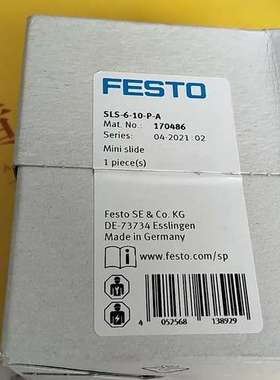 FESTO
SLS-6-10-P-A
Mat. No.: 170486
Series: 04-2021:02
Mini slide
1 piece(s)
Festo SE & Co. KG
DE-73734 Esslingen
Made in Germany
www.festo.com/sp
4 052568 138929